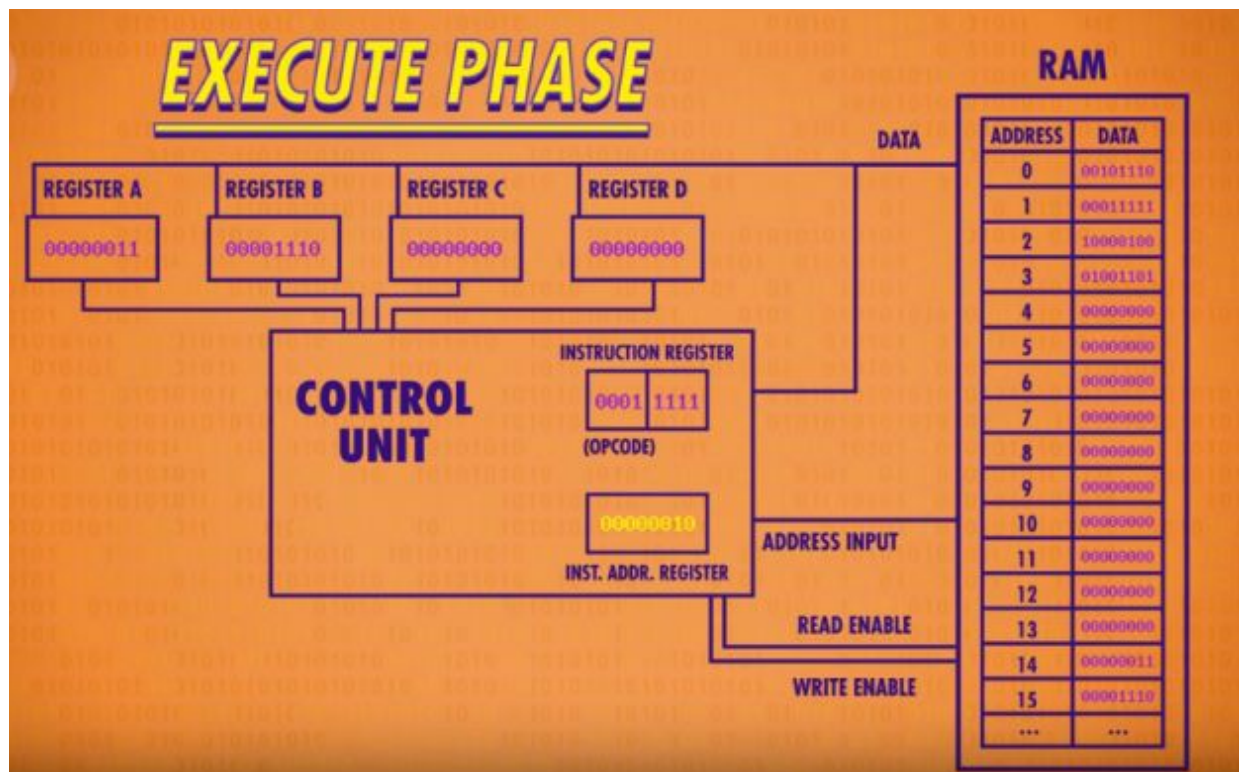 EXECUTE PHASE
RAM
DATA
ADDRESS DATA
0 00101110
1 00011111
2 10000100
3 01001101
4 00000000
5 00000000
6 00000000
7 00000000
8 00000000
9 00000000
10 00000000
11 00000000
12 00000000
13 00000000
14 00000011
15 00001110
... ...
REGISTER A REGISTER B REGISTER C REGISTER D
00000011 00001110 00000000 00000000
CONTROL
UNIT
INSTRUCTION REGISTER
0001 1111
(OPCODE)
00000010
INST. ADDR. REGISTER
ADDRESS INPUT
READ ENABLE
WRITE ENABLE